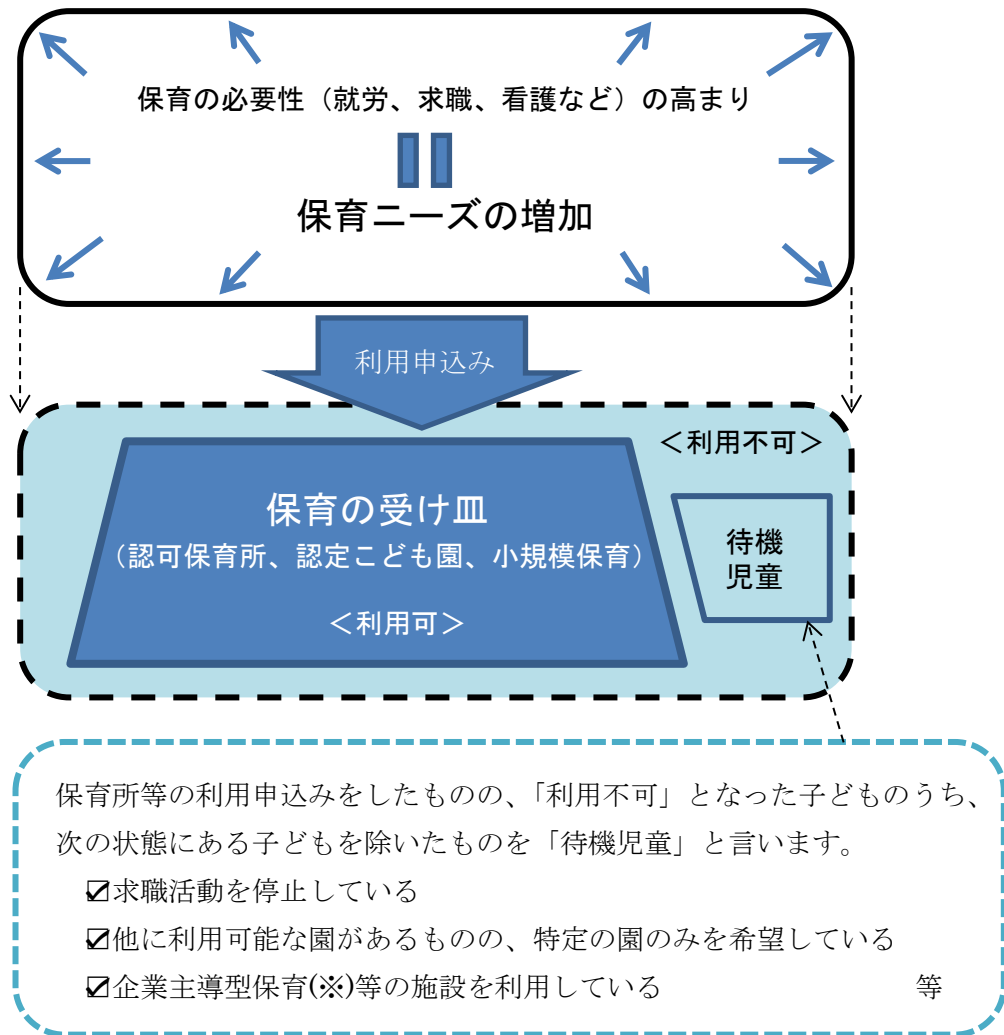 保育の必要性（就労、求職、看護など）の高まり
保育ニーズの増加
利用申込み
＜利用不可＞
保育の受け皿
（認可保育所、認定こども園、小規模保育）
＜利用可＞
待機
児童
保育所等の利用申込みをしたものの、「利用不可」となった子どものうち、
次の状態にある子どもを除いたものを「待機児童」と言います。
☑求職活動を停止している
☑他に利用可能な園があるものの、特定の園のみを希望している
☑企業主導型保育(※)等の施設を利用している　　　　　　　　　　　等